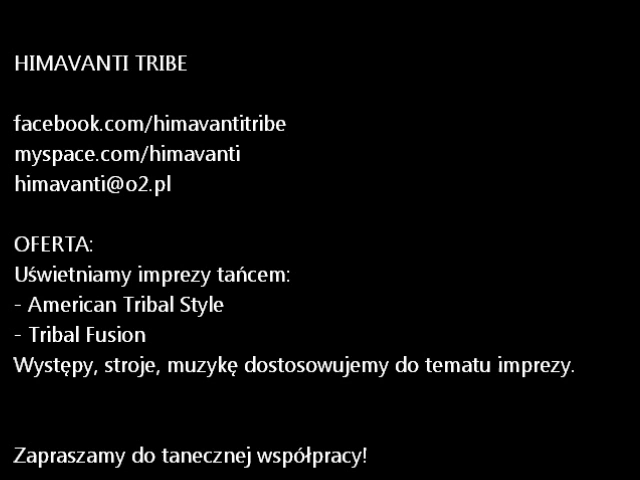 HIMAVANTI TRIBE
facebook.com/himavantitribe
myspace.com/himavanti
himavanti@o2.pl
OFERTA:
Uświetniamy imprezy tańcem:
- American Tribal Style
- Tribal Fusion
Występy, stroje, muzykę dostosowujemy do tematu imprezy.
Zapraszamy do tanecznej współpracy!